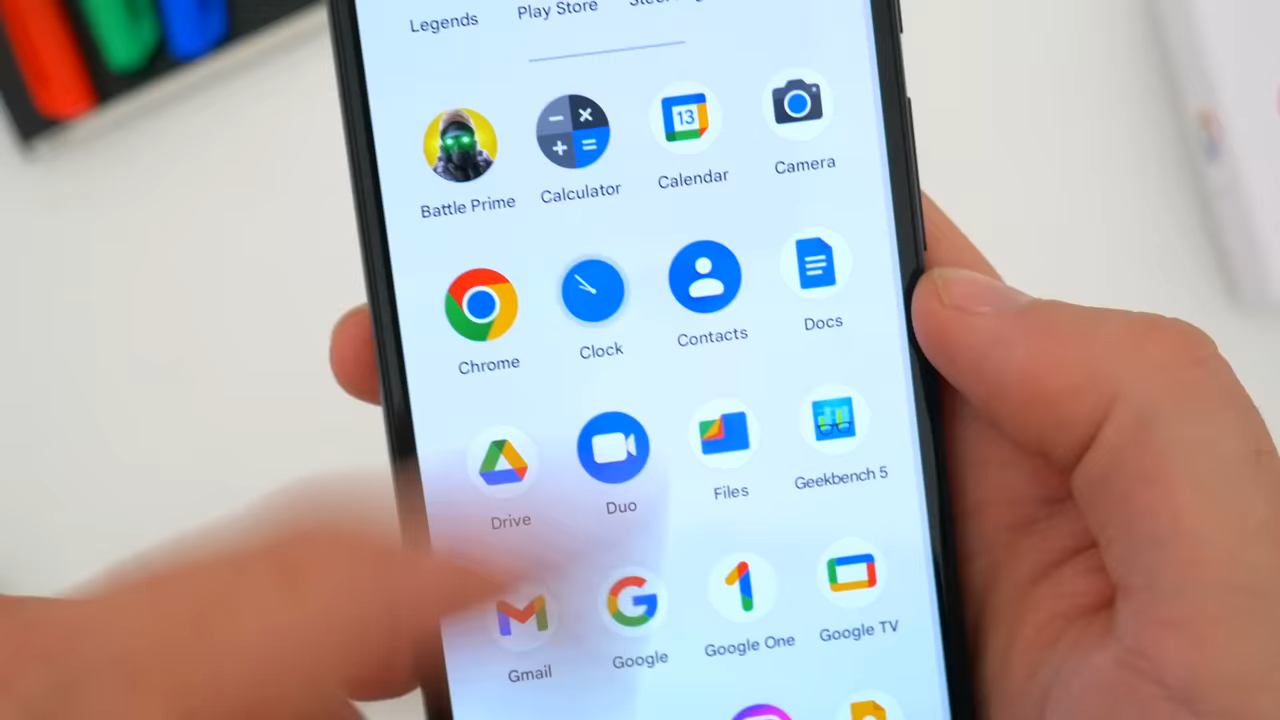 Legends Play Store
Battle Prime Calculator 13 Calendar Camera
Chrome Clock Contacts Docs
Drive Duo Files Geekbench 5
Gmail Google Google One Google TV